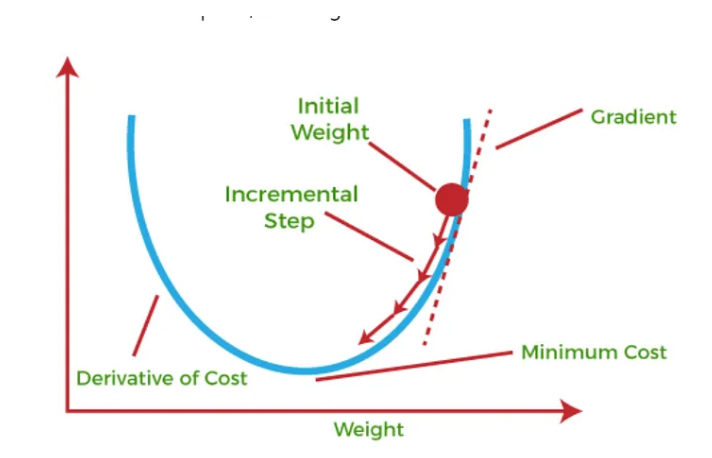 Initial
Weight
Gradient
Incremental
Step
Minimum Cost
Derivative of Cost
Weight